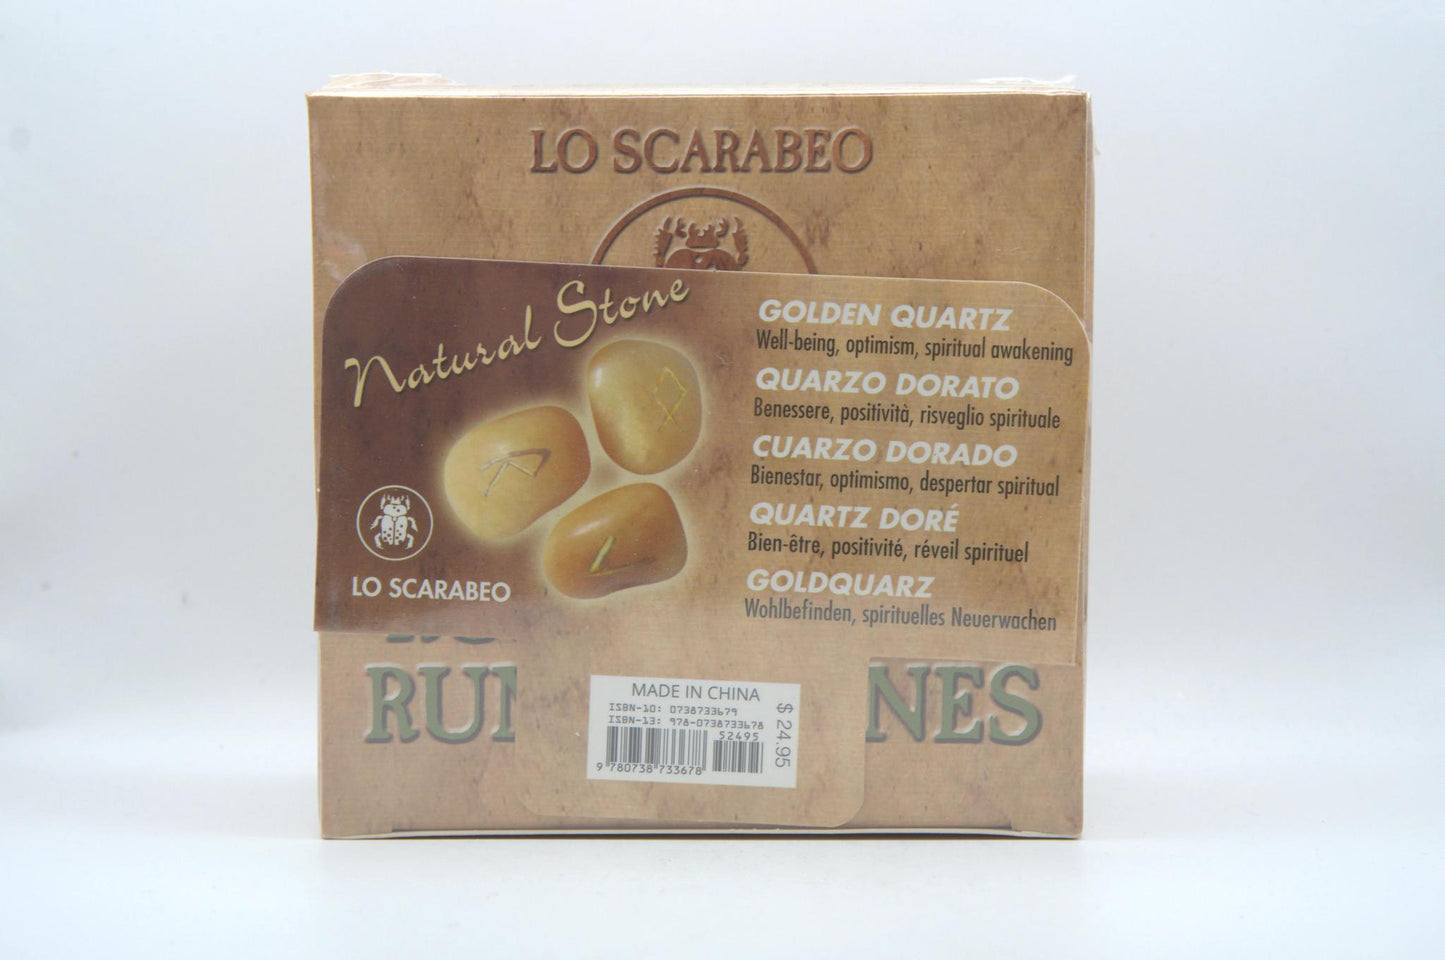 LO SCARABEO
Natural Stone
LO SCARABEO
GOLDEN QUARTZ
Well-being, optimism, spiritual awakening
QUARZO DORATO
Benessere, positività, risveglio spirituale
CUARZO DORADO
Bienestar, optimismo, despertar spiritual
QUARTZ DORÉ
Bien-être, positivité, réveil spirituel
GOLDQUARZ
Wohlbefinden, spirituelles Neuerwachen
MADE IN CHINA
ISBN-10: 0738733679
ISBN-13: 978-0738733678
52495
9 780738 733678
$ 24.95